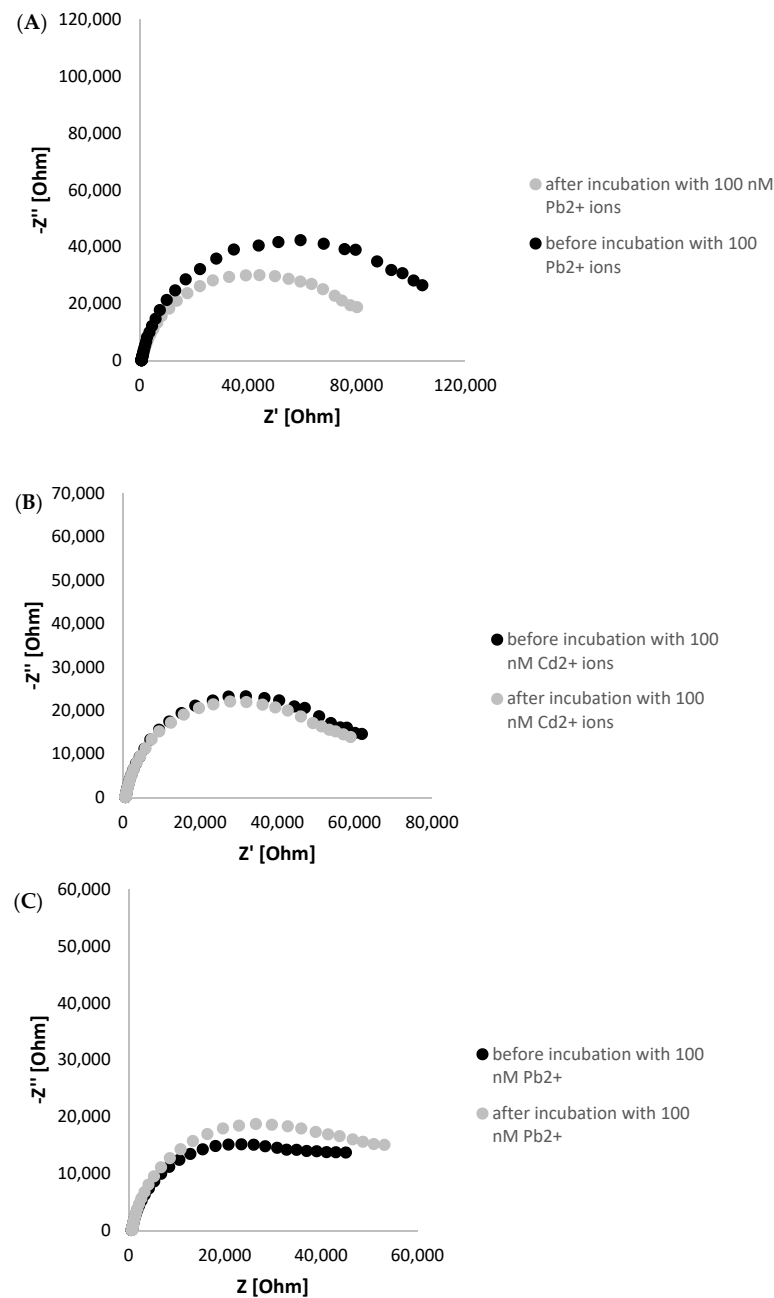 (A)
120,000
100,000
80,000
60,000
40,000
20,000
0
-Z'' [Ohm]
0 40,000 80,000 120,000
Z' [Ohm]
after incubation with 100 nM
Pb2+ ions
before incubation with 100
Pb2+ ions
(B)
70,000
60,000
50,000
40,000
30,000
20,000
10,000
0
-Z'' [Ohm]
0 20,000 40,000 60,000 80,000
Z' [Ohm]
before incubation with 100
nM Cd2+ ions
after incubation with 100
nM Cd2+ ions
(C)
60,000
50,000
40,000
30,000
20,000
10,000
0
-Z'' [Ohm]
0 20,000 40,000 60,000
Z [Ohm]
before incubation with 100
nM Pb2+
after incubation with 100
nM Pb2+